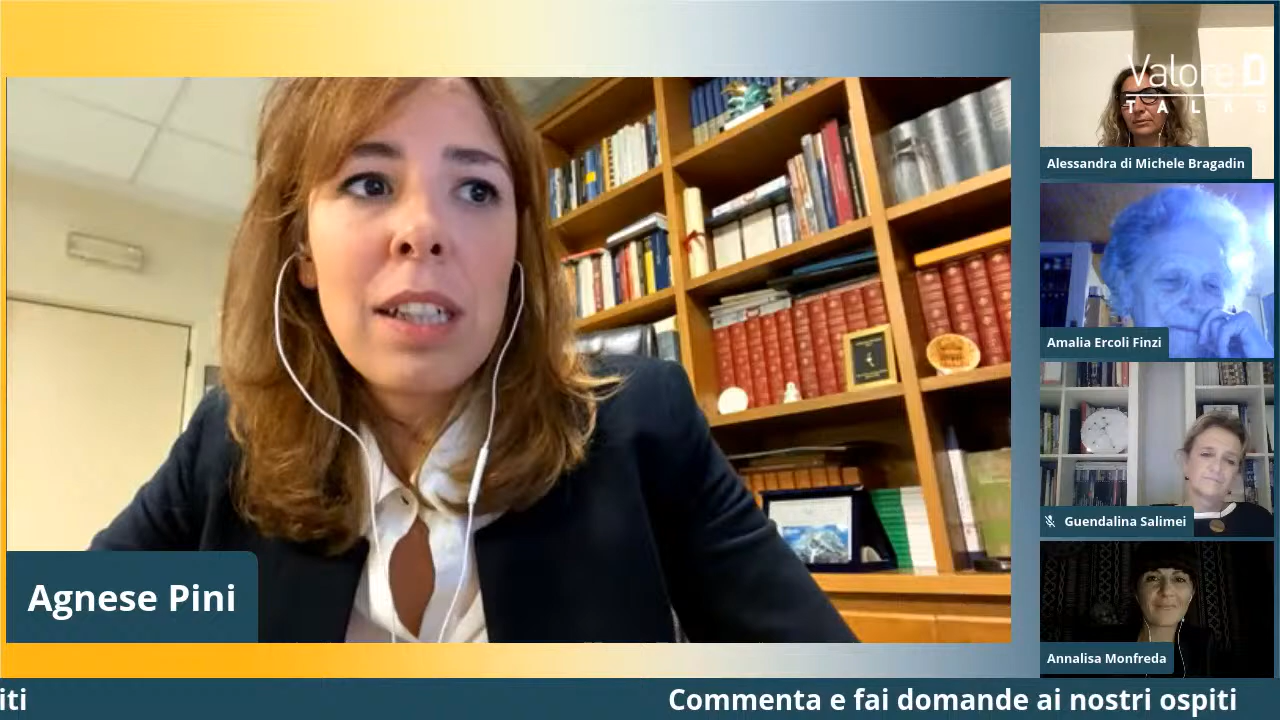 Valore D
TALKS
Alessandra di Michele Bragadin
Amalia Ercoli Finzi
Guendalina Salimei
Annalisa Monfreda
Agnese Pini
iti
Commenta e fai domande ai nostri ospiti